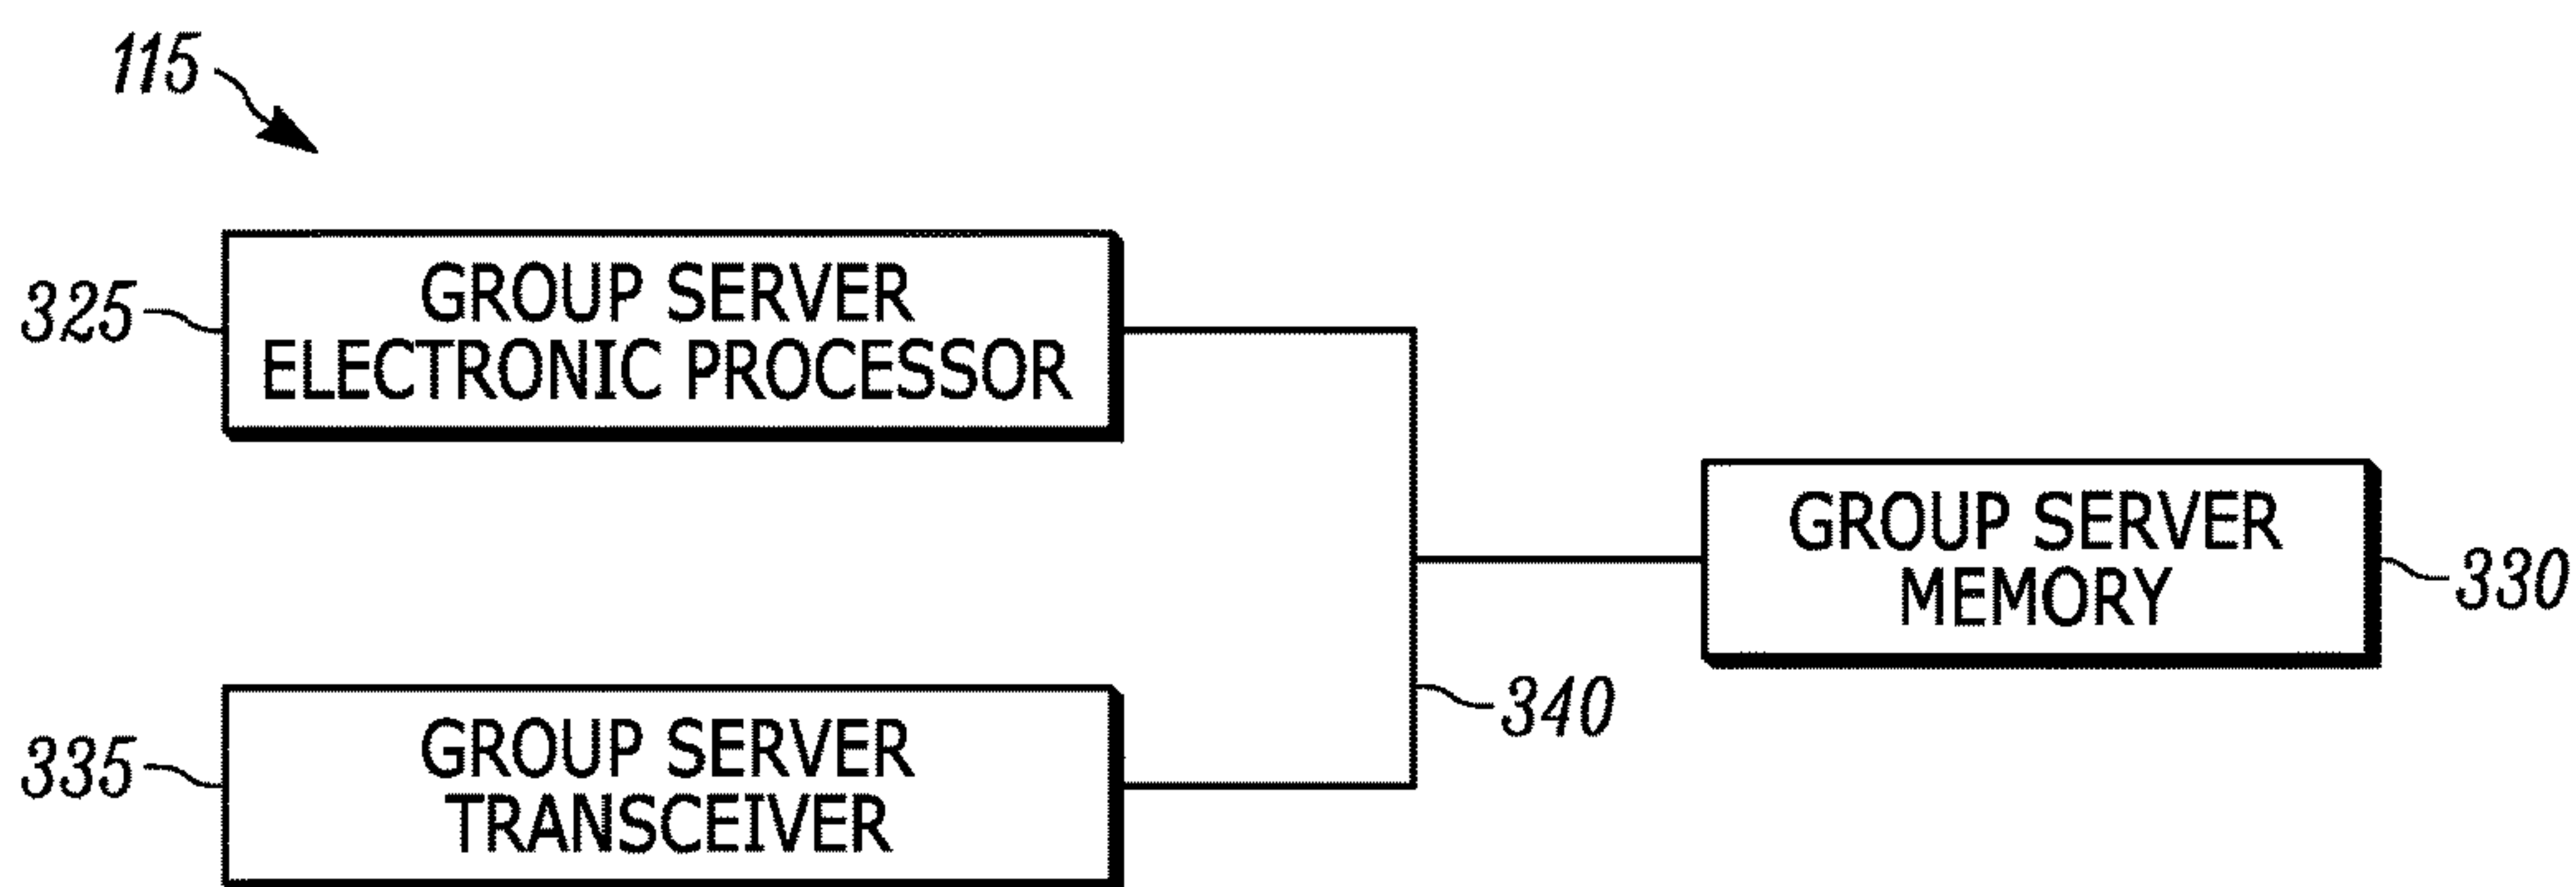 115
325
GROUP SERVER
ELECTRONIC PROCESSOR
GROUP SERVER
MEMORY
330
340
335
GROUP SERVER
TRANSCEIVER